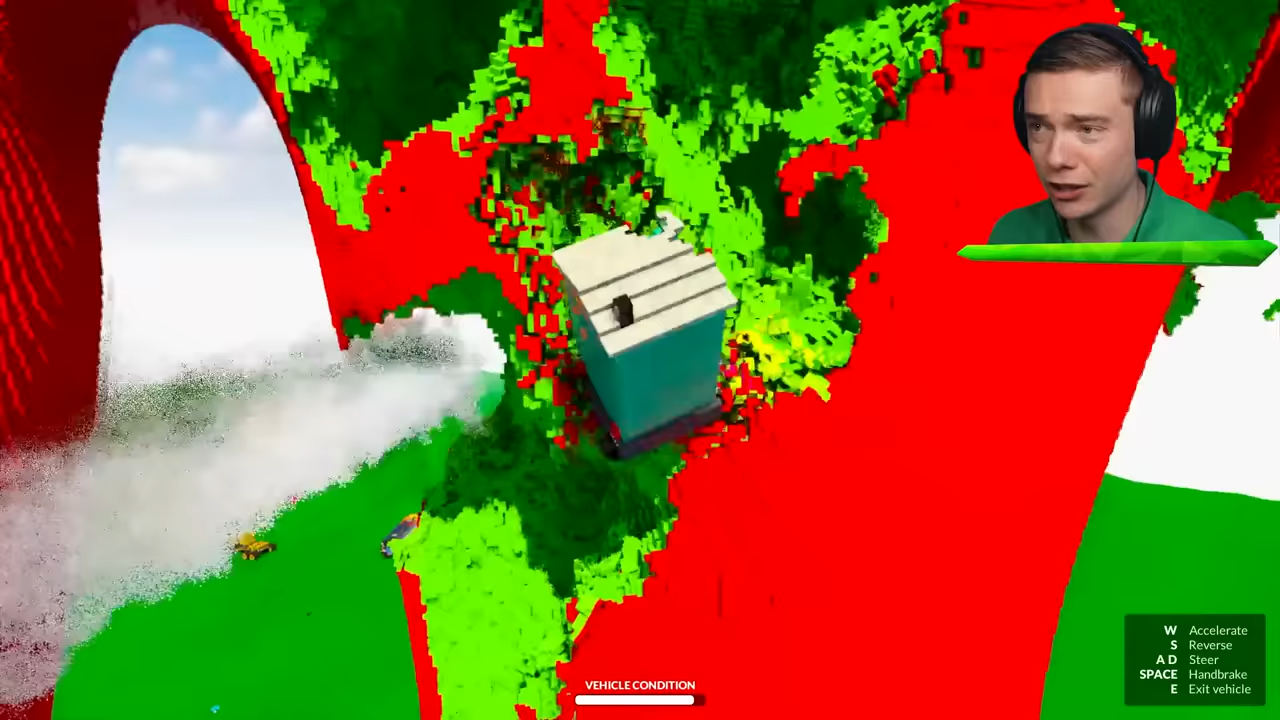 W Accelerate
S Reverse
A D Steer
SPACE Handbrake
E Exit vehicle
VEHICLE CONDITION